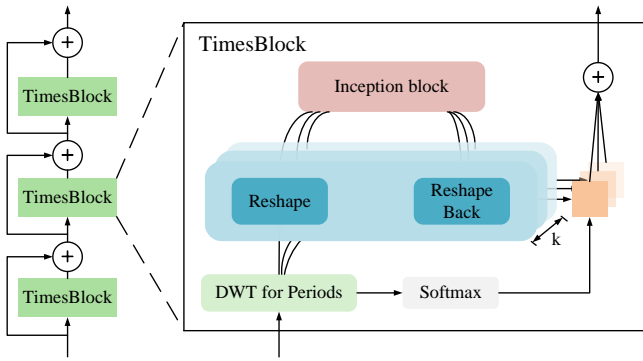 TimesBlock
TimesBlock
TimesBlock
TimesBlock
Inception block
Reshape
Reshape
Back
k
DWT for Periods
Softmax